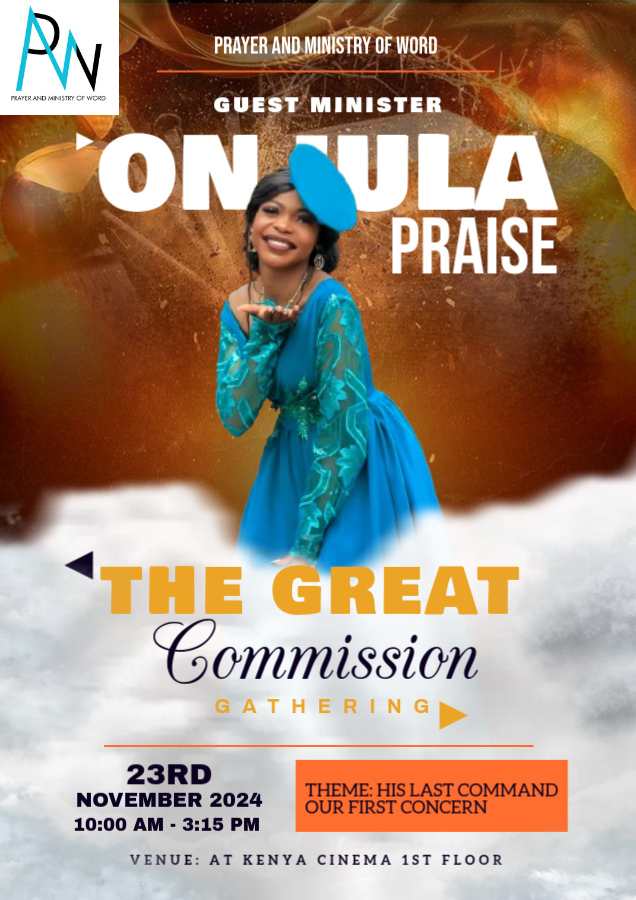 PNW
PRAYER AND MINISTRY OF WORD
PRAYER AND MINISTRY OF WORD
GUEST MINISTER
PRAISE
THE GREAT
Commission
GATHERING
23RD
NOVEMBER 2024
10:00 AM - 3:15 PM
THEME: HIS LAST COMMAND
OUR FIRST CONCERN
VENUE: AT KENYA CINEMA 1ST FLOOR